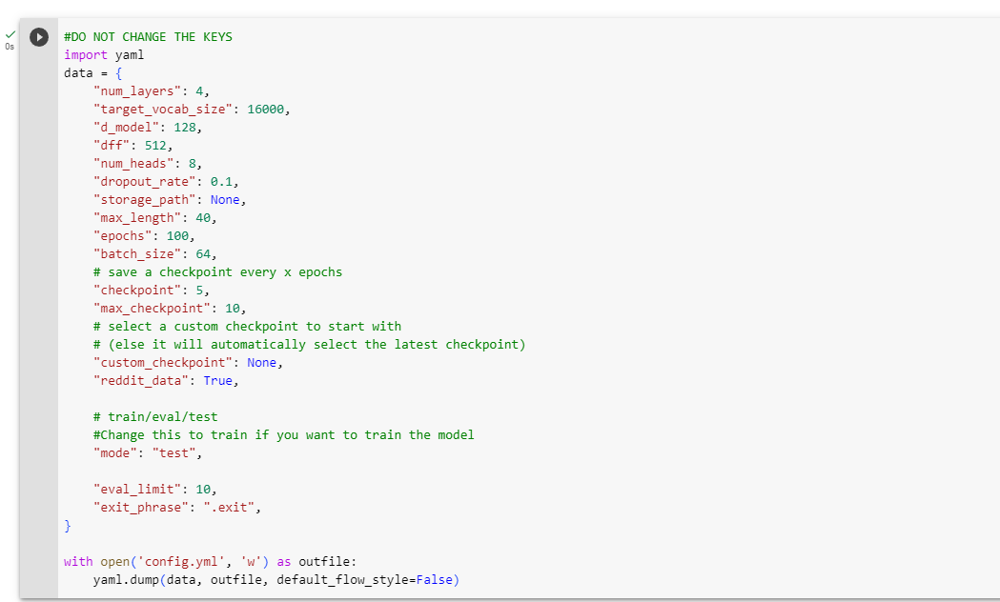 #DO NOT CHANGE THE KEYS
import yaml
data = {
    "num_layers": 4,
    "target_vocab_size": 16000,
    "d_model": 128,
    "dff": 512,
    "num_heads": 8,
    "dropout_rate": 0.1,
    "storage_path": None,
    "max_length": 40,
    "epochs": 100,
    "batch_size": 64,
    # save a checkpoint every x epochs
    "checkpoint": 5,
    "max_checkpoint": 10,
    # select a custom checkpoint to start with
    # (else it will automatically select the latest checkpoint)
    "custom_checkpoint": None,
    "reddit_data": True,

    # train/eval/test
    #Change this to train if you want to train the model
    "mode": "test",

    "eval_limit": 10,
    "exit_phrase": ".exit",
}

with open('config.yml', 'w') as outfile:
    yaml.dump(data, outfile, default_flow_style=False)
0s